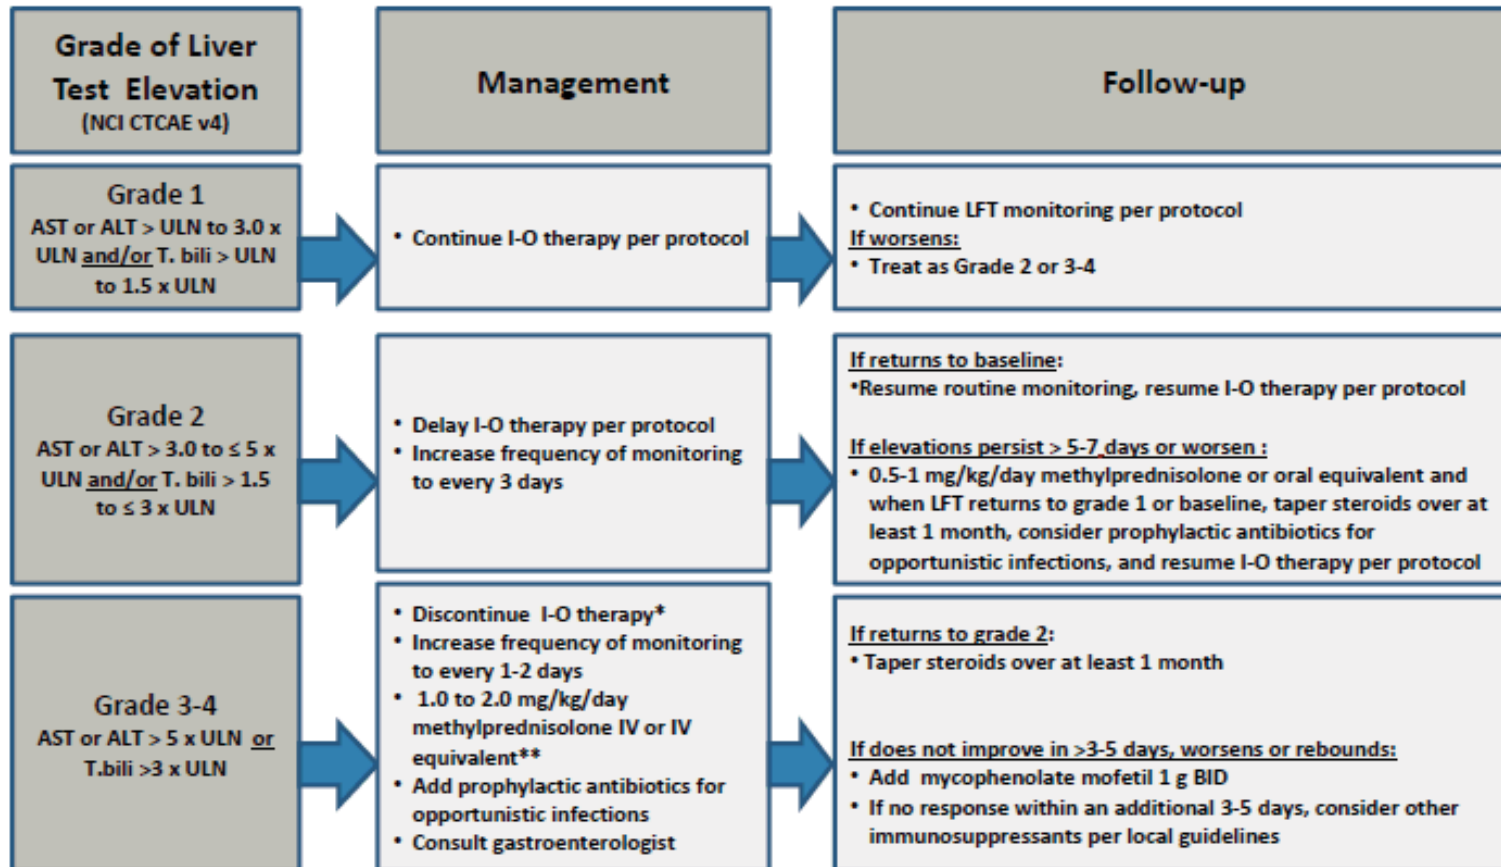 Grade of Liver
Test Elevation
(NCI CTCAE v4)
Management
Follow-up
Grade 1
AST or ALT > ULN to 3.0 x
ULN and/or T. bili > ULN
to 1.5 x ULN
• Continue I-O therapy per protocol
• Continue LFT monitoring per protocol
If worsens:
• Treat as Grade 2 or 3-4
Grade 2
AST or ALT > 3.0 to ≤ 5 x
ULN and/or T. bili > 1.5
to ≤ 3 x ULN
• Delay I-O therapy per protocol
• Increase frequency of monitoring
to every 3 days
If returns to baseline:
•Resume routine monitoring, resume I-O therapy per protocol
If elevations persist > 5-7 days or worsen :
• 0.5-1 mg/kg/day methylprednisolone or oral equivalent and
when LFT returns to grade 1 or baseline, taper steroids over at
least 1 month, consider prophylactic antibiotics for
opportunistic infections, and resume I-O therapy per protocol
Grade 3-4
AST or ALT > 5 x ULN or
T.bili >3 x ULN
• Discontinue I-O therapy*
• Increase frequency of monitoring
to every 1-2 days
• 1.0 to 2.0 mg/kg/day
methylprednisolone IV or IV
equivalent**
• Add prophylactic antibiotics for
opportunistic infections
• Consult gastroenterologist
If returns to grade 2:
• Taper steroids over at least 1 month
If does not improve in >3-5 days, worsens or rebounds:
• Add mycophenolate mofetil 1 g BID
• If no response within an additional 3-5 days, consider other
immunosuppressants per local guidelines